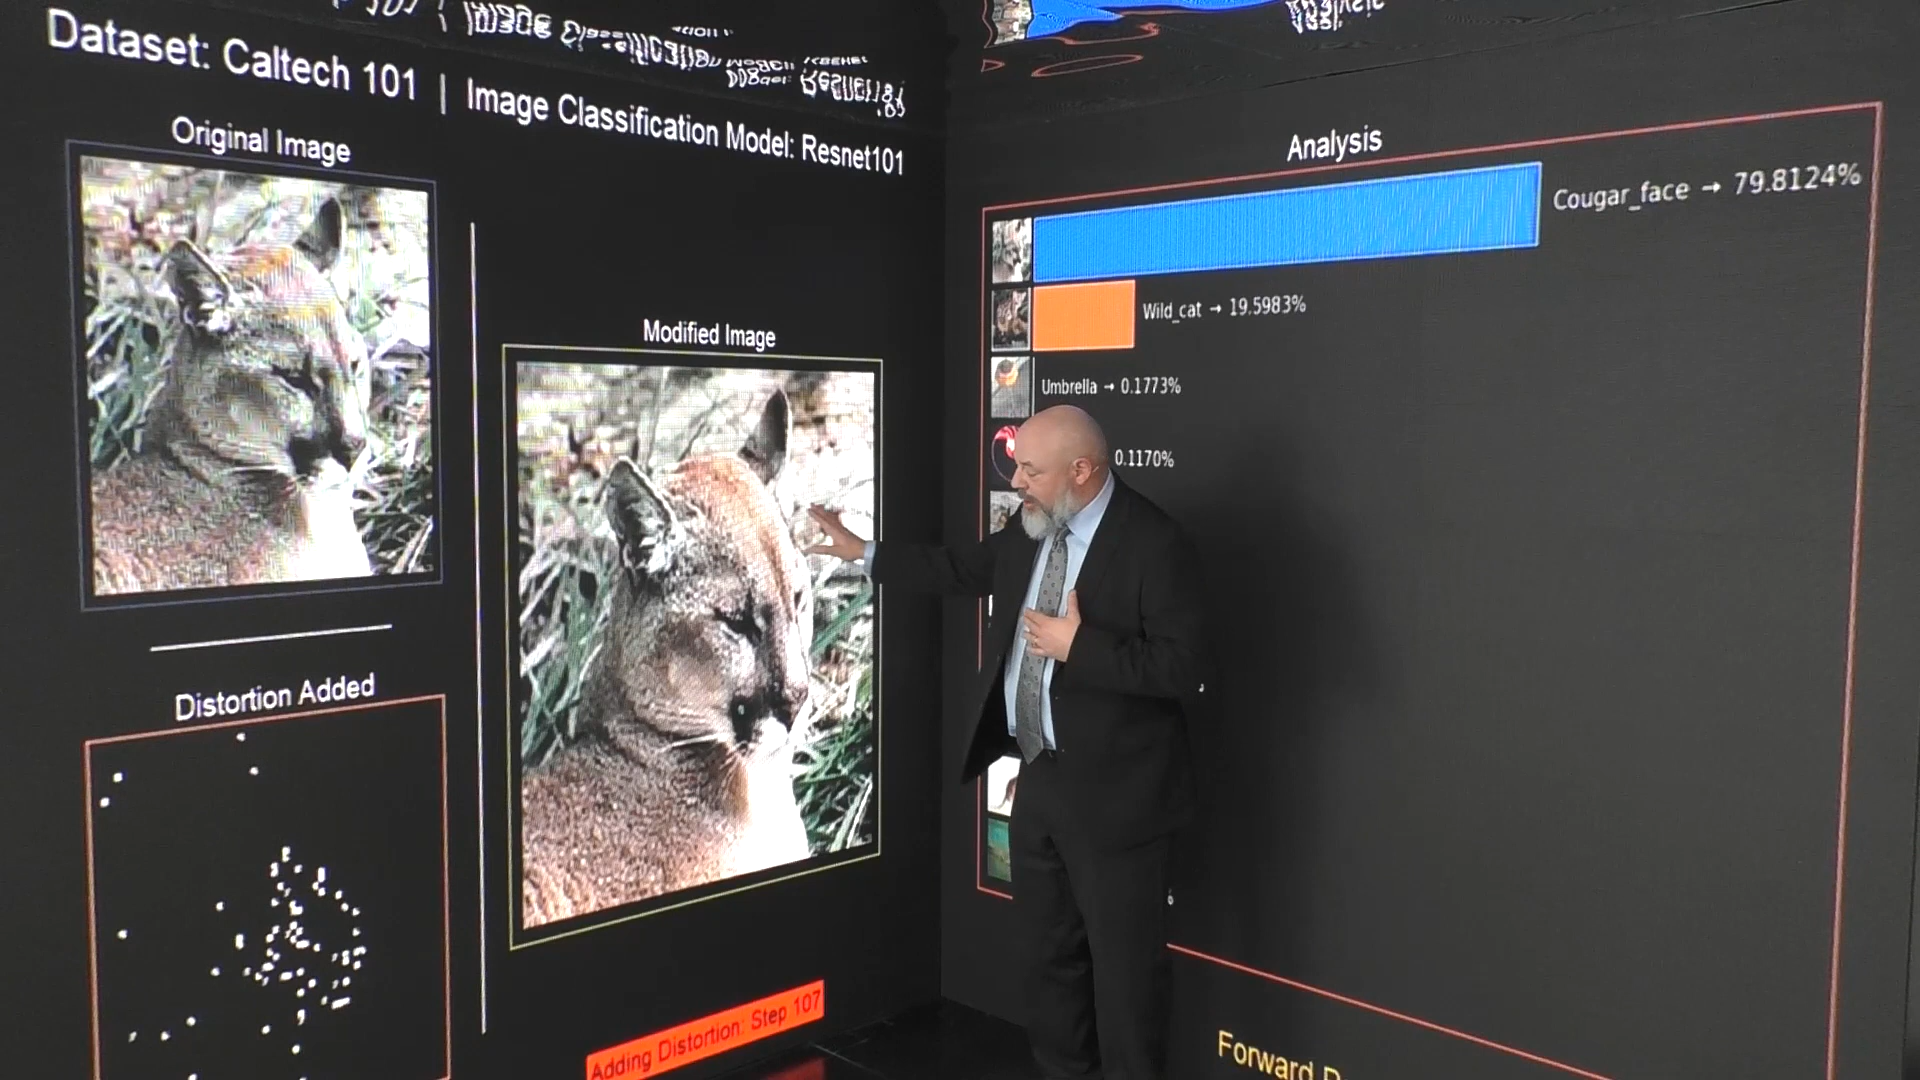 Dataset: Caltech 101 | Image Classification Model: Resnet101
Original Image
Modified Image
Distortion Added
Adding Distortion: Step 107
Analysis
Cougar_face → 79.8124%
Wild_cat → 19.5983%
Umbrella → 0.1773%
0.1170%
Forward